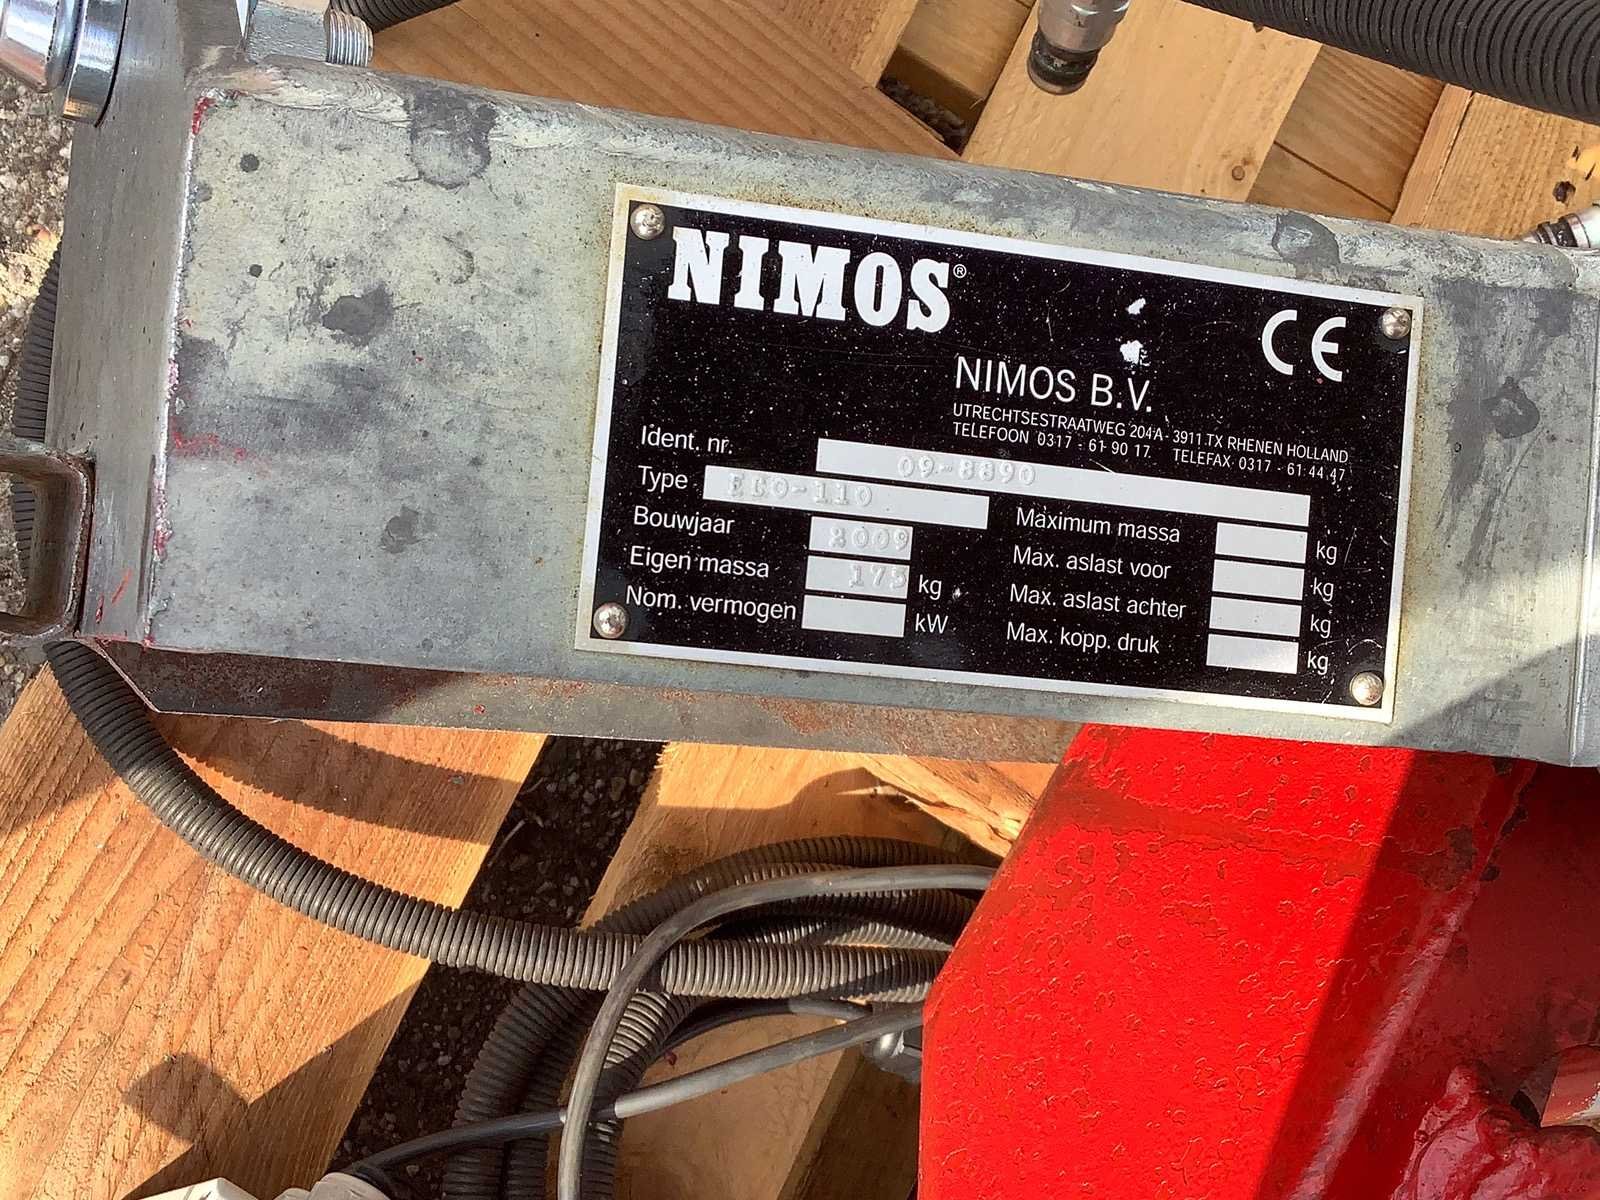 NIMOS®
CE
NIMOS B.V.
UTRECHTSESTRAATWEG 204A - 3911 TX RHENEN HOLLAND
TELEFOON 0317 - 61 90 17 TELEFAX 0317 - 61 44 47
Ident. nr. 09-8890
Type ECO-110
Bouwjaar 2009
Eigen massa 175 kg
Nom. vermogen kW
Maximum massa kg
Max. aslast voor kg
Max. aslast achter kg
Max. kopp. druk kg